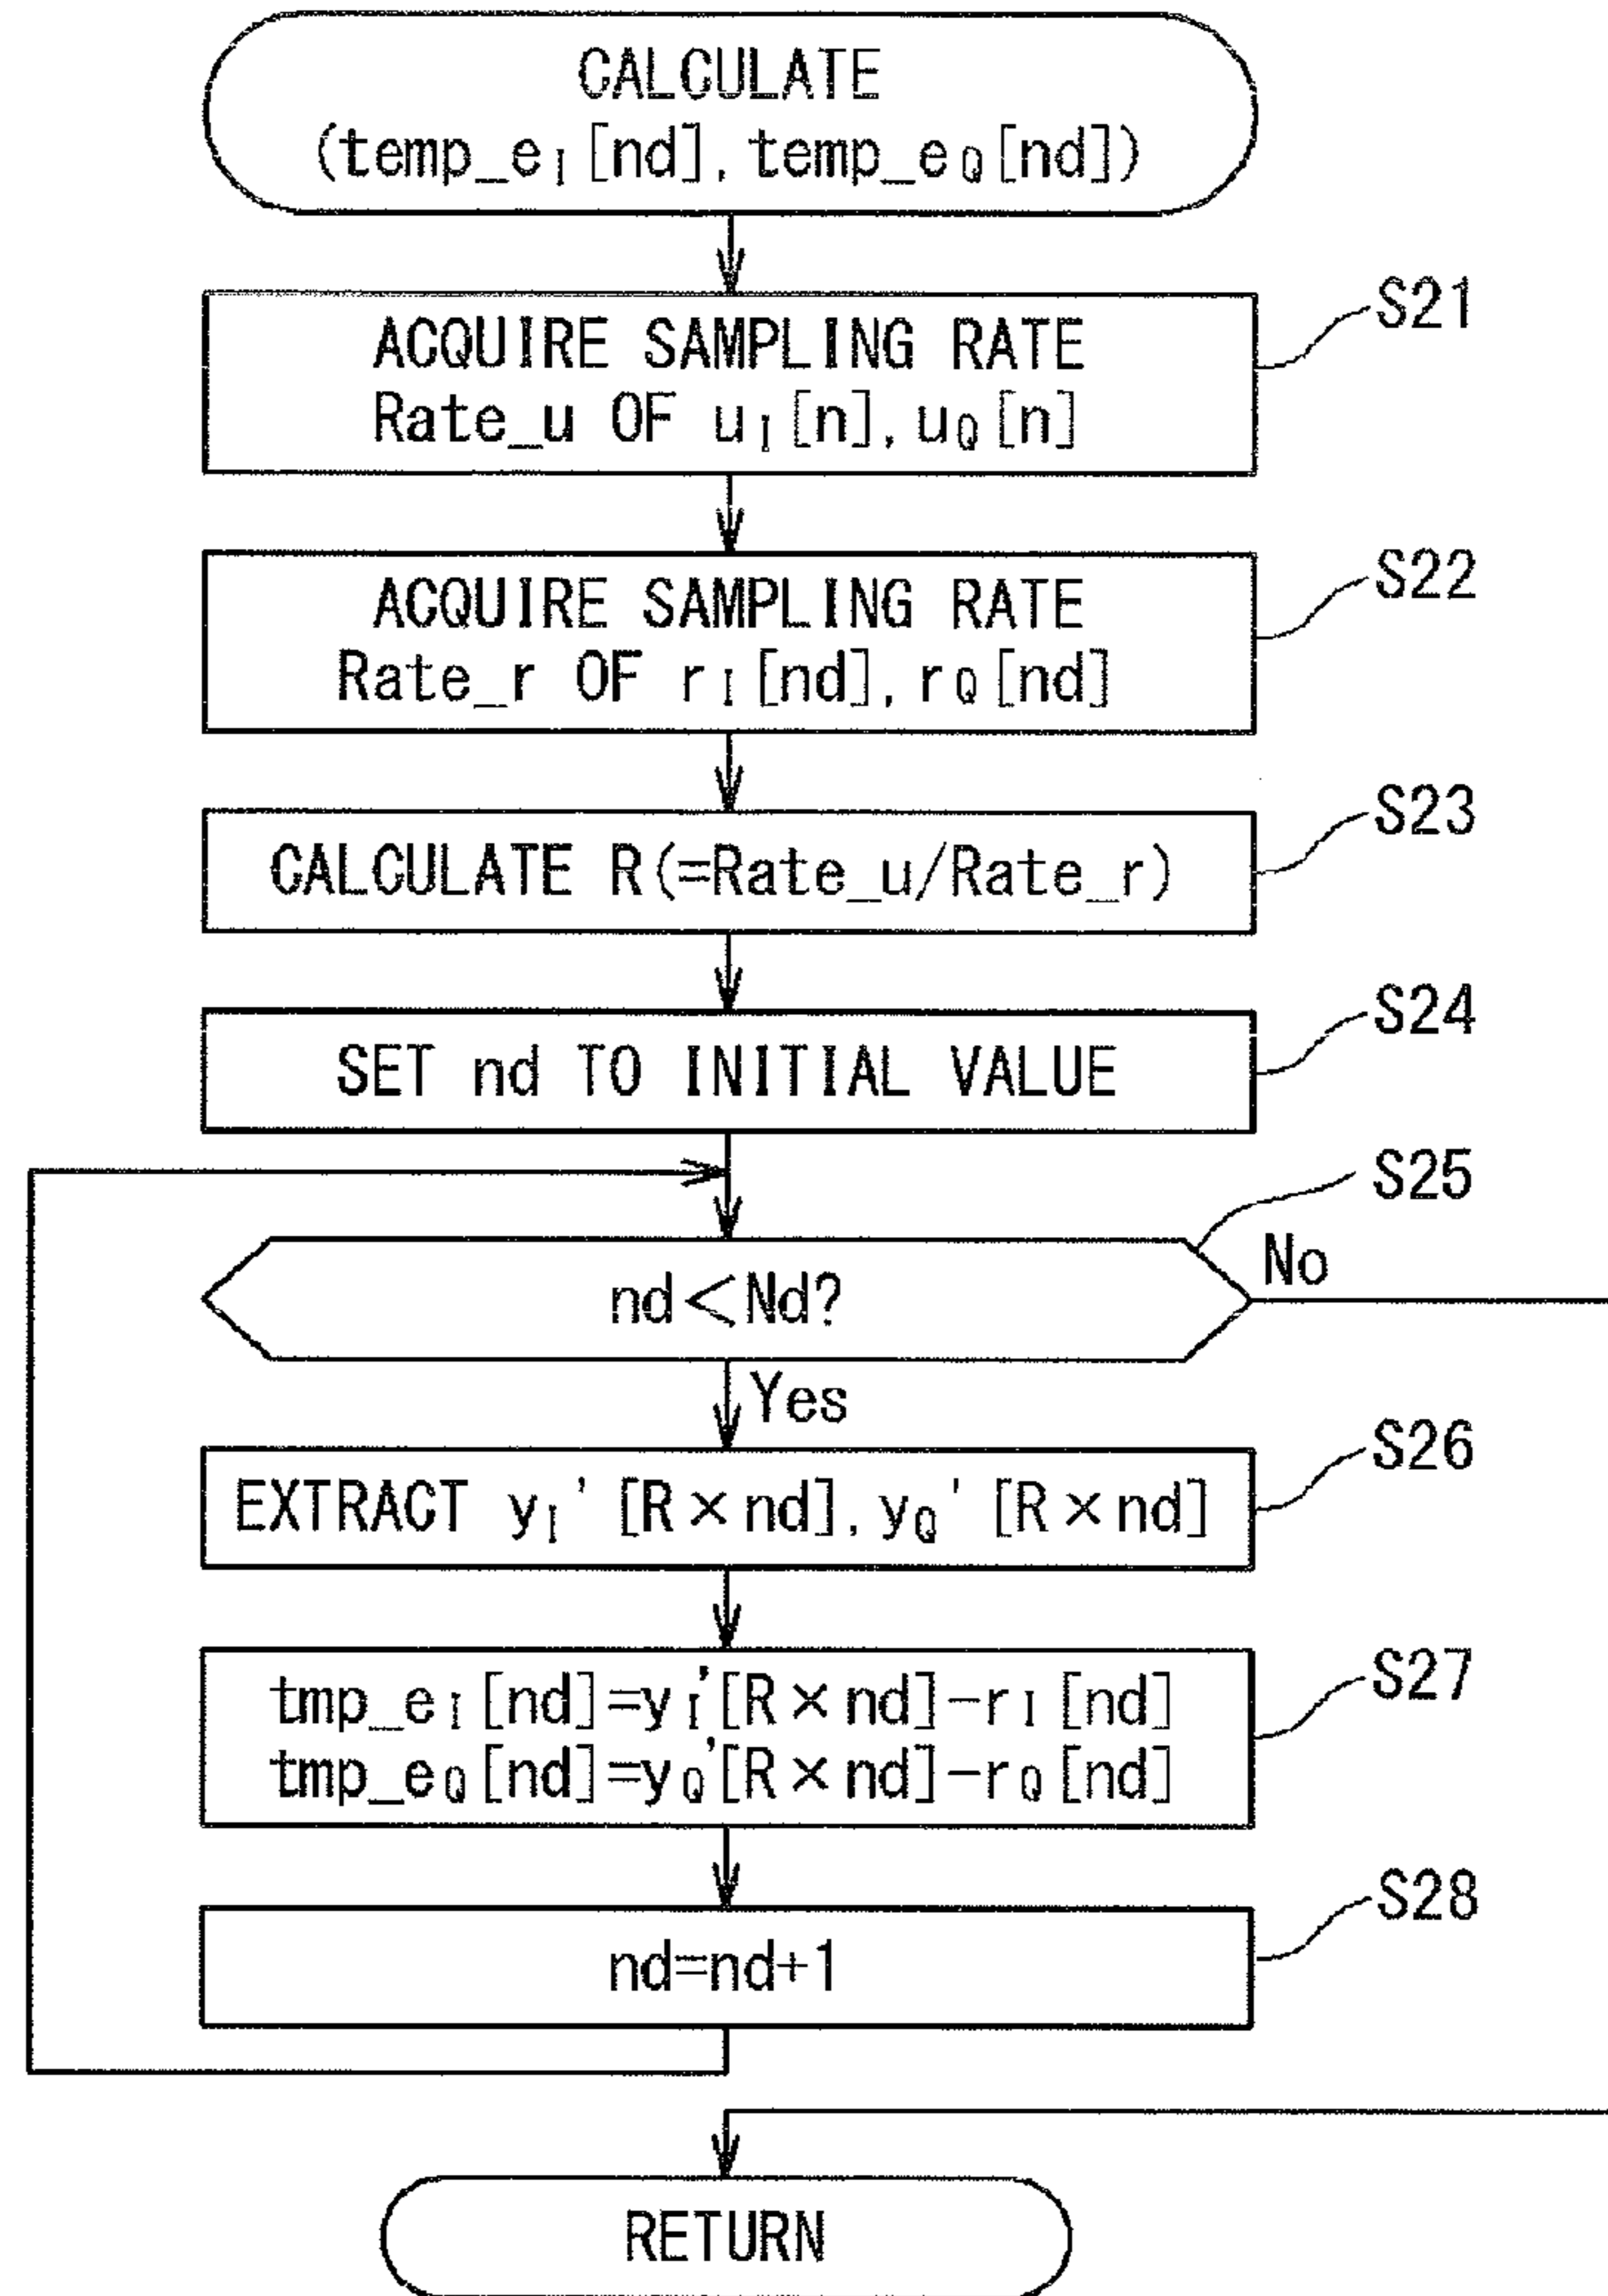 CALCULATE
(temp_eI[nd], temp_eQ[nd])
ACQUIRE SAMPLING RATE
Rate_u OF uI[n], uQ[n]
S21
ACQUIRE SAMPLING RATE
Rate_r OF rI[nd], rQ[nd]
S22
CALCULATE R(=Rate_u/Rate_r)
S23
SET nd TO INITIAL VALUE
S24
nd<Nd?
S25
No
Yes
EXTRACT yI'[R×nd], yQ'[R×nd]
S26
tmp_eI[nd]=yI'[R×nd]-rI[nd]
tmp_eQ[nd]=yQ'[R×nd]-rQ[nd]
S27
nd=nd+1
S28
RETURN